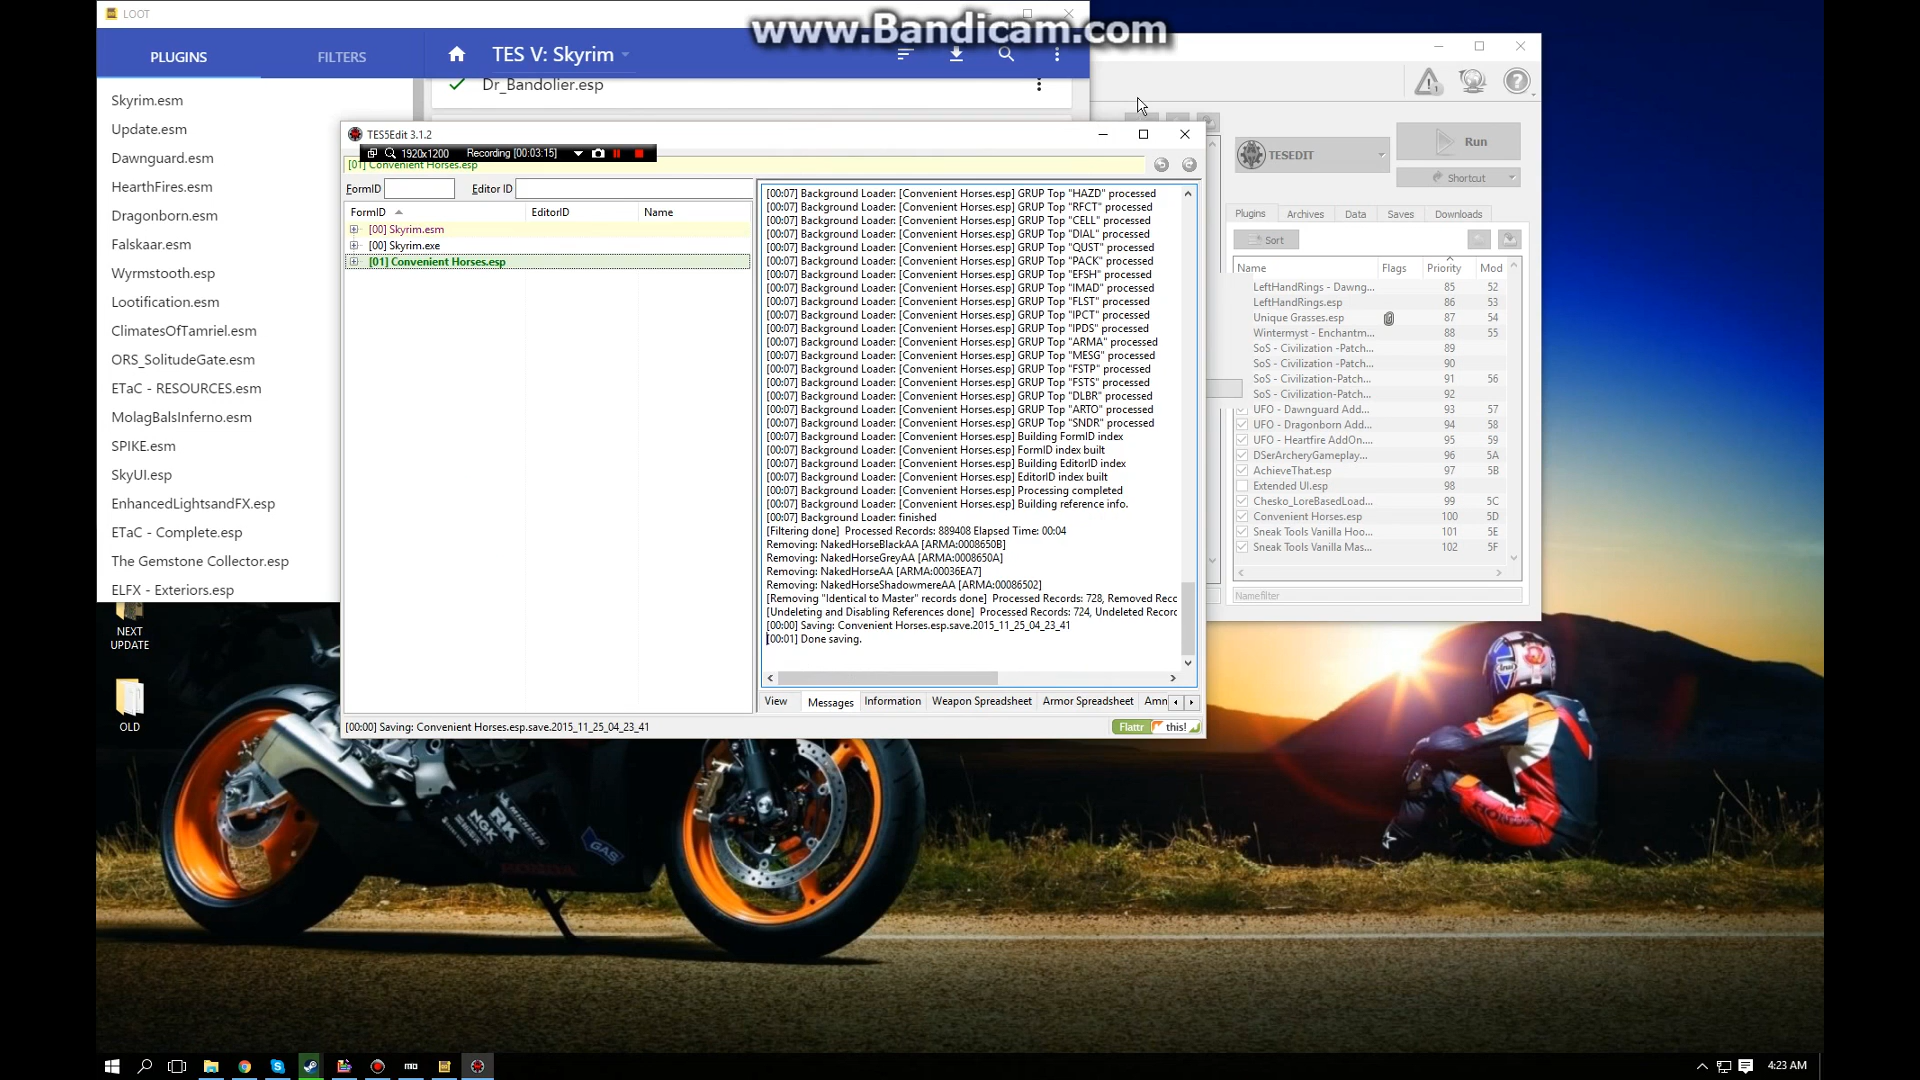 LOOT
www.Bandicam.com
PLUGINS
FILTERS
TES V: Skyrim
Dr_Bandolier.esp
Skyrim.esm
Update.esm
Dawnguard.esm
HearthFires.esm
Dragonborn.esm
Falskaar.esm
Wyrmstooth.esp
Lootification.esm
ClimatesOfTamriel.esm
ORS_SolitudeGate.esm
ETaC - RESOURCES.esm
MolagBalsInferno.esm
SPIKE.esm
SkyUI.esp
EnhancedLightsandFX.esp
ETaC - Complete.esp
The Gemstone Collector.esp
ELFX - Exteriors.esp
TES5Edit 3.1.2
1920x1200 Recording [00:03:15]
[01] Convenient Horses.esp
FormID
Editor ID
FormID EditorID Name
[00] Skyrim.esm
[00] Skyrim.exe
[01] Convenient Horses.esp
[00:07] Background Loader: [Convenient Horses.esp] GRUP Top "HAZD" processed
[00:07] Background Loader: [Convenient Horses.esp] GRUP Top "RFCT" processed
[00:07] Background Loader: [Convenient Horses.esp] GRUP Top "CELL" processed
[00:07] Background Loader: [Convenient Horses.esp] GRUP Top "DIAL" processed
[00:07] Background Loader: [Convenient Horses.esp] GRUP Top "QUST" processed
[00:07] Background Loader: [Convenient Horses.esp] GRUP Top "PACK" processed
[00:07] Background Loader: [Convenient Horses.esp] GRUP Top "EFSH" processed
[00:07] Background Loader: [Convenient Horses.esp] GRUP Top "IMAD" processed
[00:07] Background Loader: [Convenient Horses.esp] GRUP Top "FLST" processed
[00:07] Background Loader: [Convenient Horses.esp] GRUP Top "IPCT" processed
[00:07] Background Loader: [Convenient Horses.esp] GRUP Top "IPDS" processed
[00:07] Background Loader: [Convenient Horses.esp] GRUP Top "ARMA" processed
[00:07] Background Loader: [Convenient Horses.esp] GRUP Top "MESG" processed
[00:07] Background Loader: [Convenient Horses.esp] GRUP Top "FSTP" processed
[00:07] Background Loader: [Convenient Horses.esp] GRUP Top "FSTS" processed
[00:07] Background Loader: [Convenient Horses.esp] GRUP Top "DLBR" processed
[00:07] Background Loader: [Convenient Horses.esp] GRUP Top "ARTO" processed
[00:07] Background Loader: [Convenient Horses.esp] GRUP Top "SNDR" processed
[00:07] Background Loader: [Convenient Horses.esp] Building FormID index
[00:07] Background Loader: [Convenient Horses.esp] FormID index built
[00:07] Background Loader: [Convenient Horses.esp] Building EditorID index
[00:07] Background Loader: [Convenient Horses.esp] EditorID index built
[00:07] Background Loader: [Convenient Horses.esp] Processing completed
[00:07] Background Loader: [Convenient Horses.esp] Building reference info.
[00:07] Background Loader: finished
[Filtering done] Processed Records: 889408 Elapsed Time: 00:04
Removing: NakedHorseBlackAA [ARMA:0008650B]
Removing: NakedHorseGreyAA [ARMA:0008650A]
Removing: NakedHorseAA [ARMA:00036EA7]
Removing: NakedHorseShadowmereAA [ARMA:00086502]
[Removing "Identical to Master" records done] Processed Records: 728, Removed Recc
[Undeleting and Disabling References done] Processed Records: 724, Undeleted Recorc
[00:00] Saving: Convenient Horses.esp.save.2015_11_25_04_23_41
[00:01] Done saving.
View Messages Information Weapon Spreadsheet Armor Spreadsheet Amn
[00:00] Saving: Convenient Horses.esp.save.2015_11_25_04_23_41
Flattr this!
TESEDIT
Run
Shortcut
Plugins Archives Data Saves Downloads
Sort
Name Flags Priority Mod
LeftHandRings - Dawng... 85 52
LeftHandRings.esp 86 53
Unique Grasses.esp 87 54
Wintermyst - Enchantm... 88 55
SoS - Civilization -Patch... 89
SoS - Civilization -Patch... 90
SoS - Civilization-Patch... 91 56
SoS - Civilization-Patch... 92
UFO - Dawnguard Add... 93 57
UFO - Dragonborn Add... 94 58
UFO - Heartfire AddOn.... 95 59
DSerArcheryGameplay... 96 5A
AchieveThat.esp 97 5B
Extended UI.esp 98
Chesko_LoreBasedLoad... 99 5C
Convenient Horses.esp 100 5D
Sneak Tools Vanilla Hoo... 101 5E
Sneak Tools Vanilla Mas... 102 5F
Namefilter
NEXT
UPDATE
OLD
NGK
RK
MICHELIN
GAS
HONDA
HONDA
4:23 AM